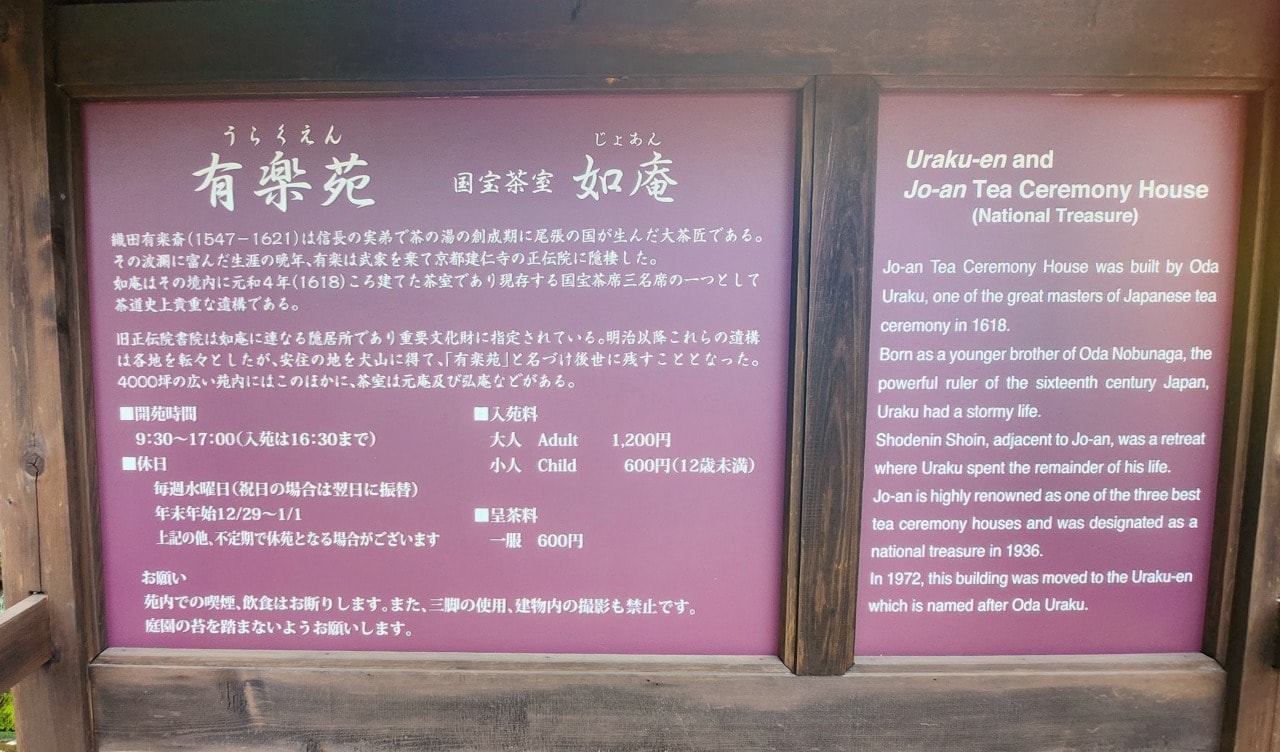 うらくえん
有楽苑
じょあん
国宝茶室 如庵
織田有楽斎(1547－1621)は信長の実弟で茶の湯の創成期に尾張の国が生んだ大茶匠である。
その波瀾に富んだ生涯の晩年、有楽は武家を棄て京都建仁寺の正伝院に隠棲した。
如庵はその境内に元和4年(1618)ころ建てた茶室であり現存する国宝茶席三名席の一つとして
茶道史上貴重な遺構である。
旧正伝院書院は如庵に連なる隠居所であり重要文化財に指定されている。明治以降これらの遺構
は各地を転々としたが、安住の地を犬山に得て、「有楽苑」と名づけ後世に残すこととなった。
4000坪の広い苑内にはこのほかに、茶室は元庵及び弘庵などがある。
■開苑時間
9:30～17:00(入苑は16:30まで)
■休日
毎週水曜日(祝日の場合は翌日に振替)
年末年始12/29～1/1
上記の他、不定期で休苑となる場合がございます
■入苑料
大人 Adult 1,200円
小人 Child 600円(12歳未満)
■呈茶料
一服 600円
お願い
苑内での喫煙、飲食はお断りします。また、三脚の使用、建物内の撮影も禁止です。
庭園の苔を踏まないようお願いします。
Uraku-en and
Jo-an Tea Ceremony House
(National Treasure)
Jo-an Tea Ceremony House was built by Oda
Uraku, one of the great masters of Japanese tea
ceremony in 1618.
Born as a younger brother of Oda Nobunaga, the
powerful ruler of the sixteenth century Japan,
Uraku had a stormy life.
Shodenin Shoin, adjacent to Jo-an, was a retreat
where Uraku spent the remainder of his life.
Jo-an is highly renowned as one of the three best
tea ceremony houses and was designated as a
national treasure in 1936.
In 1972, this building was moved to the Uraku-en
which is named after Oda Uraku.